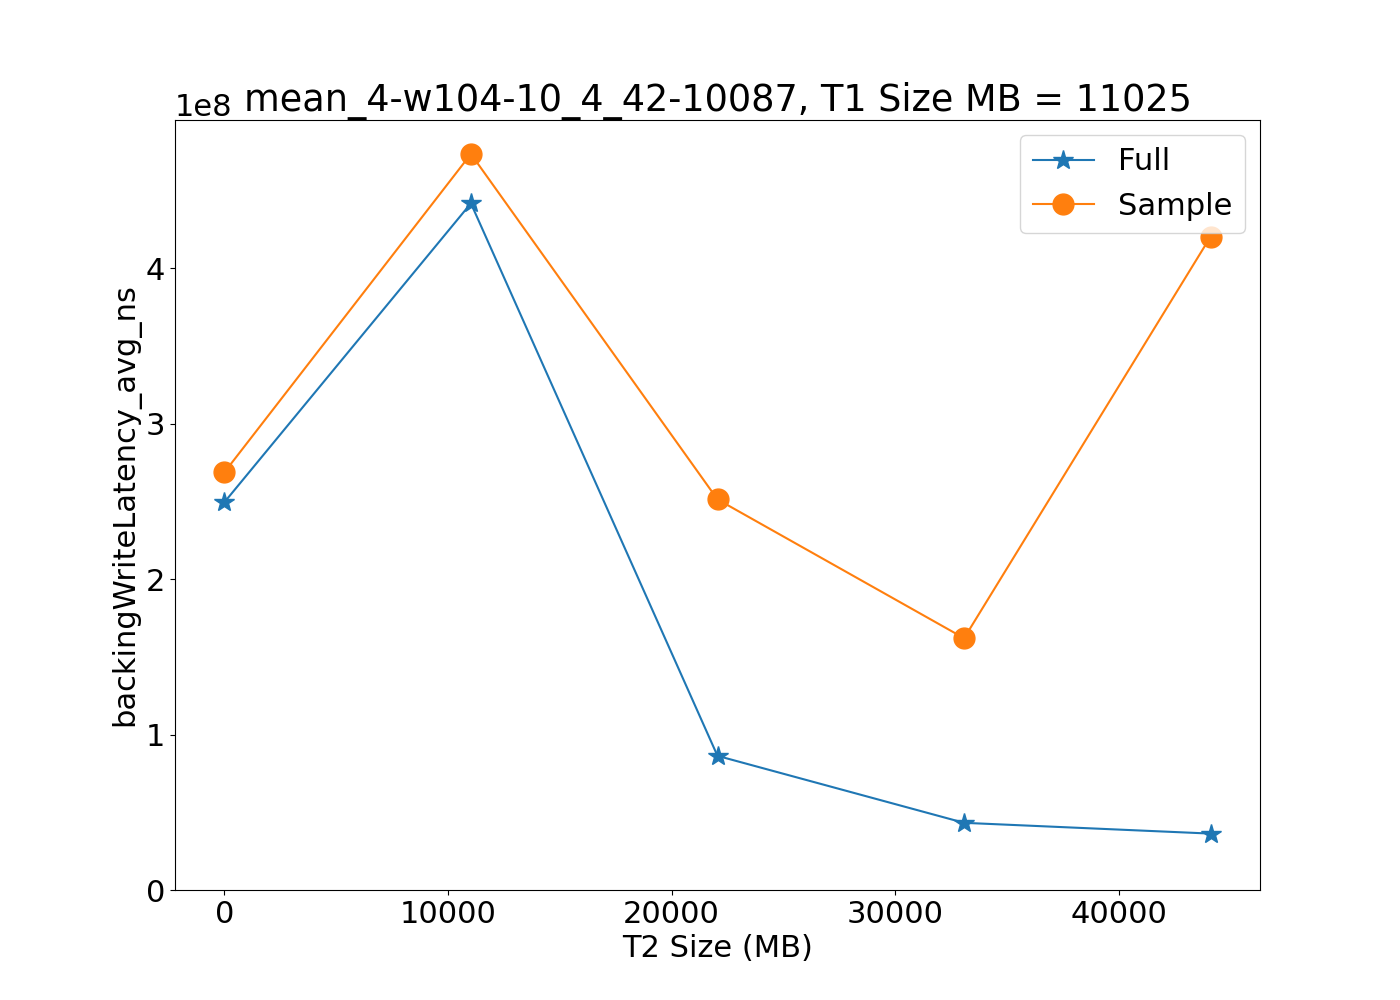 1e8
mean_4-w104-10_4_42-10087, T1 Size MB = 11025
Full
Sample
backingWriteLatency_avg_ns
4
3
2
1
0
0 10000 20000 30000 40000
T2 Size (MB)